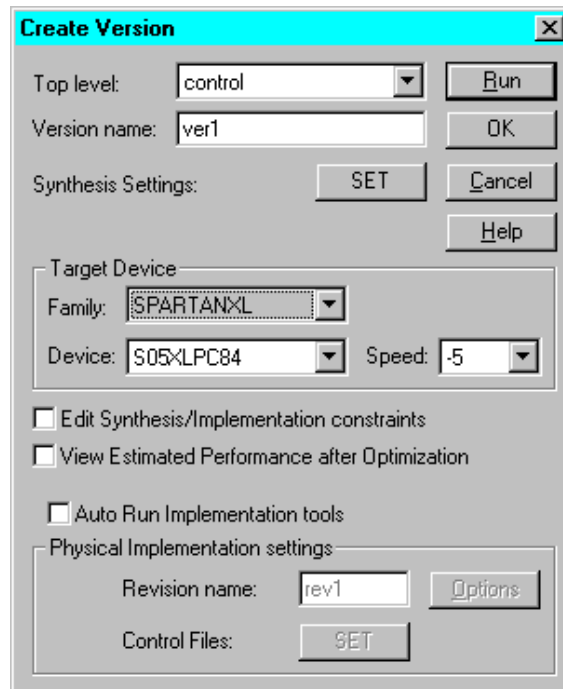 Create Version
Top level: control Run
Version name: ver1 OK
Synthesis Settings: SET Cancel
Help
Target Device
Family: SPARTANXL
Device: S05XLPC84 Speed: -5
Edit Synthesis/Implementation constraints
View Estimated Performance after Optimization
Auto Run Implementation tools
Physical Implementation settings
Revision name: rev1 Options
Control Files: SET